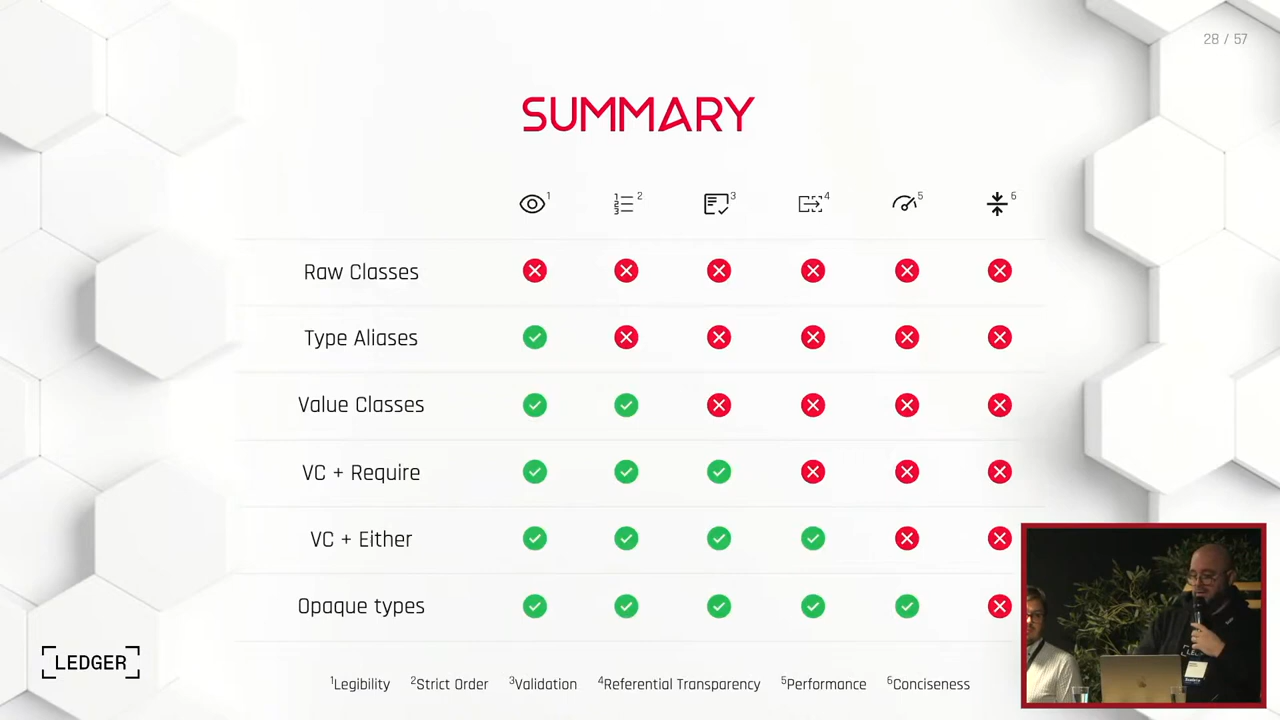 28 / 57
SUMMARY
1 2 3 4 5 6
Raw Classes
Type Aliases
Value Classes
VC + Require
VC + Either
Opaque types
[LEDGER]
1Legibility 2Strict Order 3Validation 4Referential Transparency 5Performance 6Conciseness